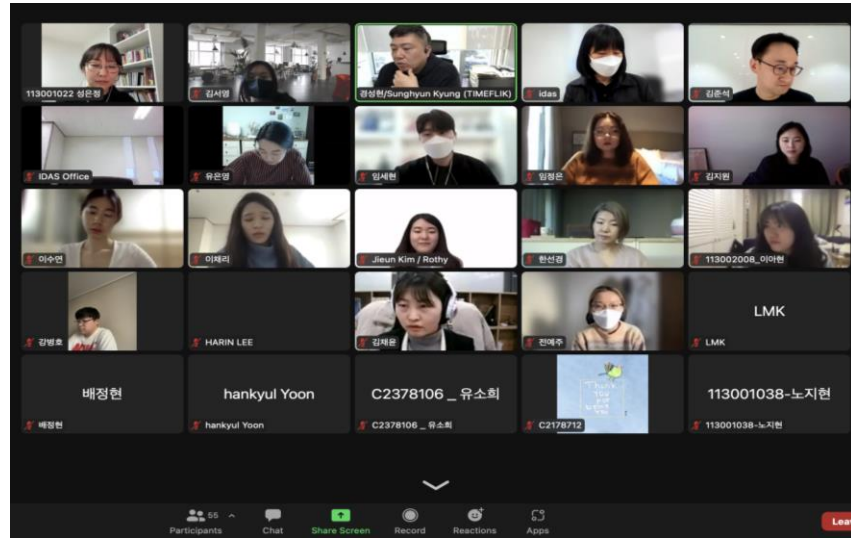 113001022 성은정
김서영
경성현/Sunghyun Kyung (TIMEFLIK)
idas
김준석
IDAS Office
유은영
임세현
임정은
김지원
이수연
이채리
Jieun Kim / Rothy
한선경
113002008_이아현
강병호
HARIN LEE
김채윤
전예주
LMK
LMK
배정현
배정현
hankyul Yoon
hankyul Yoon
C2378106 _ 유소희
C2378106 _ 유소희
C2178712
113001038-노지현
113001038-노지현
55
Participants
Chat
Share Screen
Record
Reactions
Apps